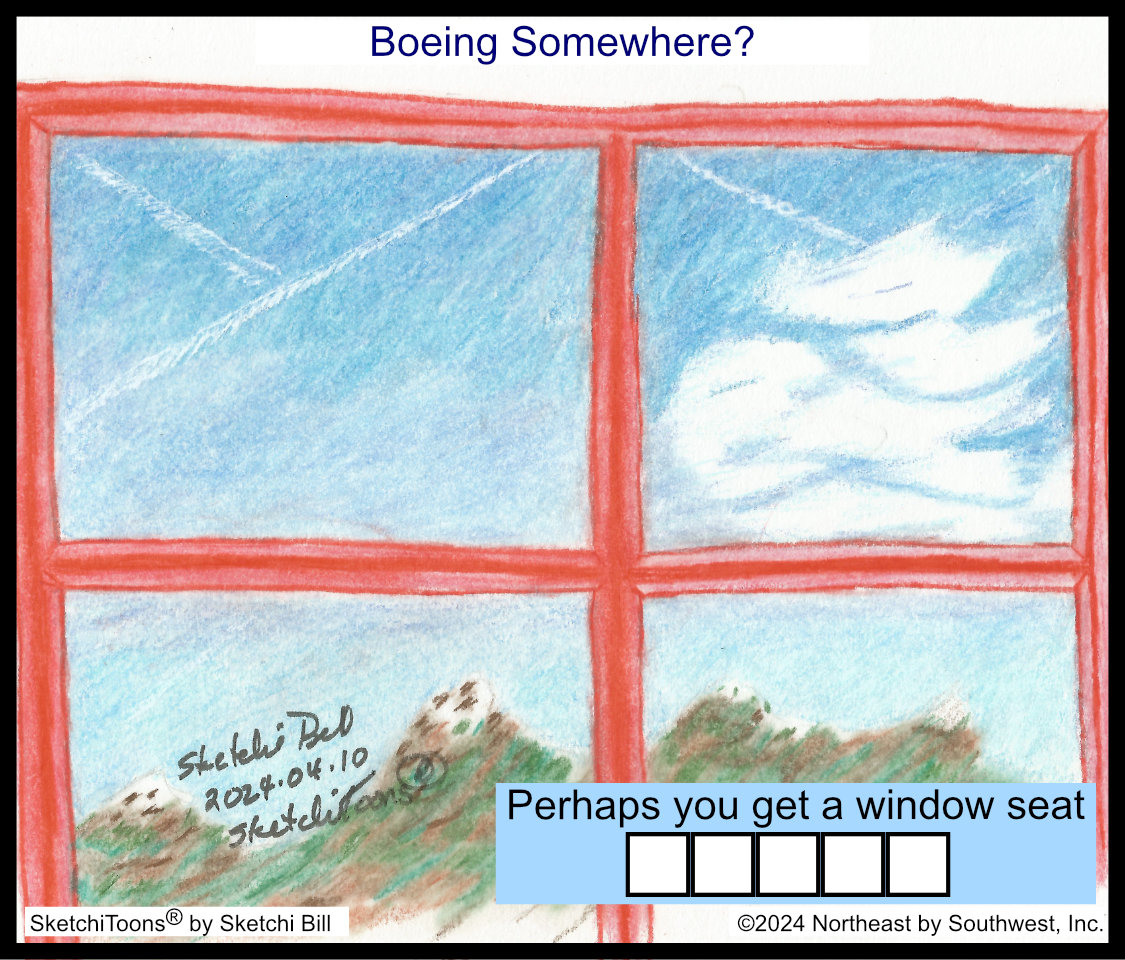 Boeing Somewhere?
Sketchi Bill
2024.04.10
SketchiToons®
Perhaps you get a window seat
SketchiToons® by Sketchi Bill
©2024 Northeast by Southwest, Inc.